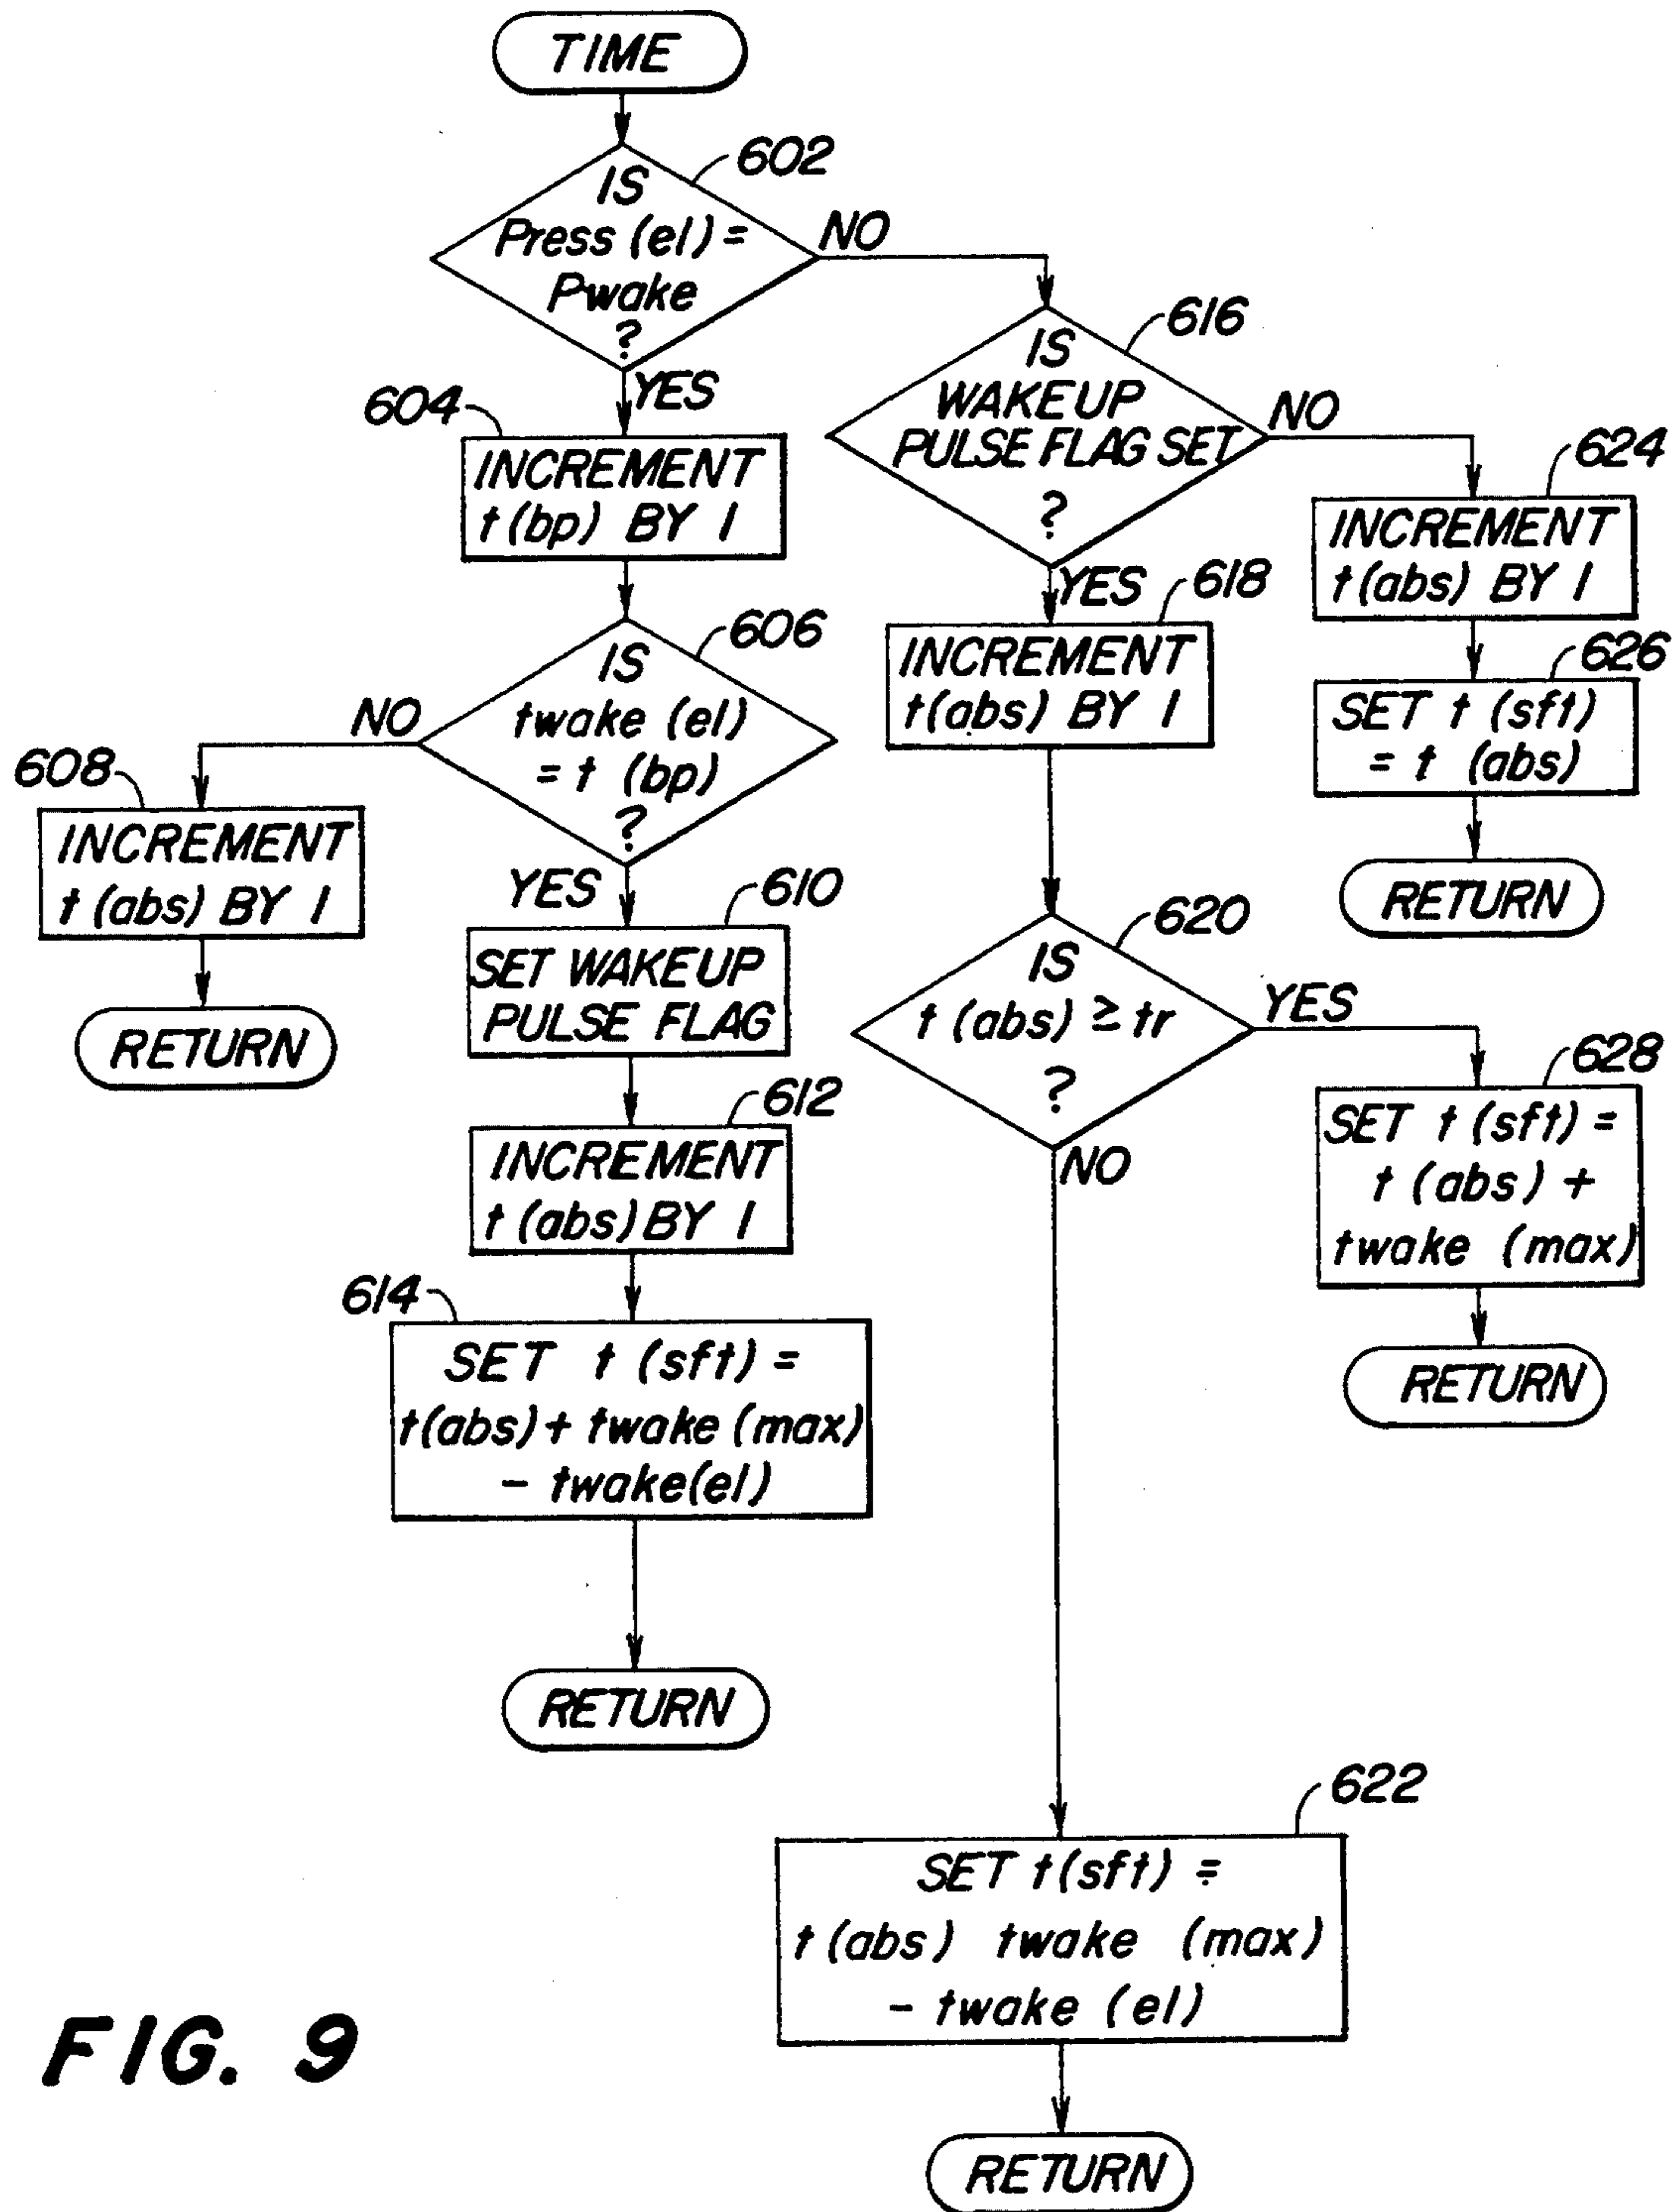 TIME
602
IS
Press (el) =
Pwake
?
NO
YES
604
INCREMENT
t (bp) BY 1
606
IS
twake (el)
= t (bp)
?
NO
608
INCREMENT
t (abs) BY 1
RETURN
YES
610
SET WAKEUP
PULSE FLAG
612
INCREMENT
t (abs) BY 1
614
SET t (sft) =
t(abs) + twake (max)
- twake(el)
RETURN
616
IS
WAKEUP
PULSE FLAG SET
?
NO
YES
618
INCREMENT
t(abs) BY 1
620
IS
t (abs) ≥ tr
?
YES
NO
622
SET t(sft) =
t (abs) twake (max)
- twake (el)
RETURN
624
INCREMENT
t(abs) BY 1
626
SET t (sft)
= t (abs)
RETURN
628
SET t (sft) =
t (abs) +
twake (max)
RETURN
FIG. 9